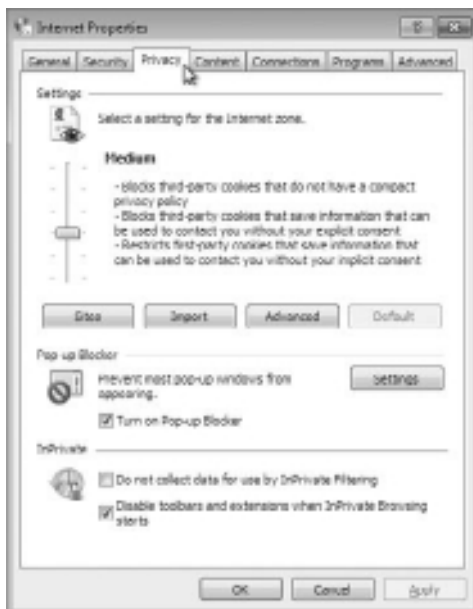 Internet Properties
General Security Privacy Content Connections Programs Advanced
Settings
Select a setting for the Internet zone.
Medium
- Blocks third-party cookies that do not have a compact
privacy policy
- Blocks third-party cookies that save information that can
be used to contact you without your explicit consent
- Restricts first-party cookies that save information that
can be used to contact you without your implicit consent
Sites Import Advanced Default
Pop-up Blocker
Prevent most pop-up windows from
appearing.
Settings
Turn on Pop-up Blocker
InPrivate
Do not collect data for use by InPrivate Filtering
Disable toolbars and extensions when InPrivate Browsing
starts
OK Cancel Apply